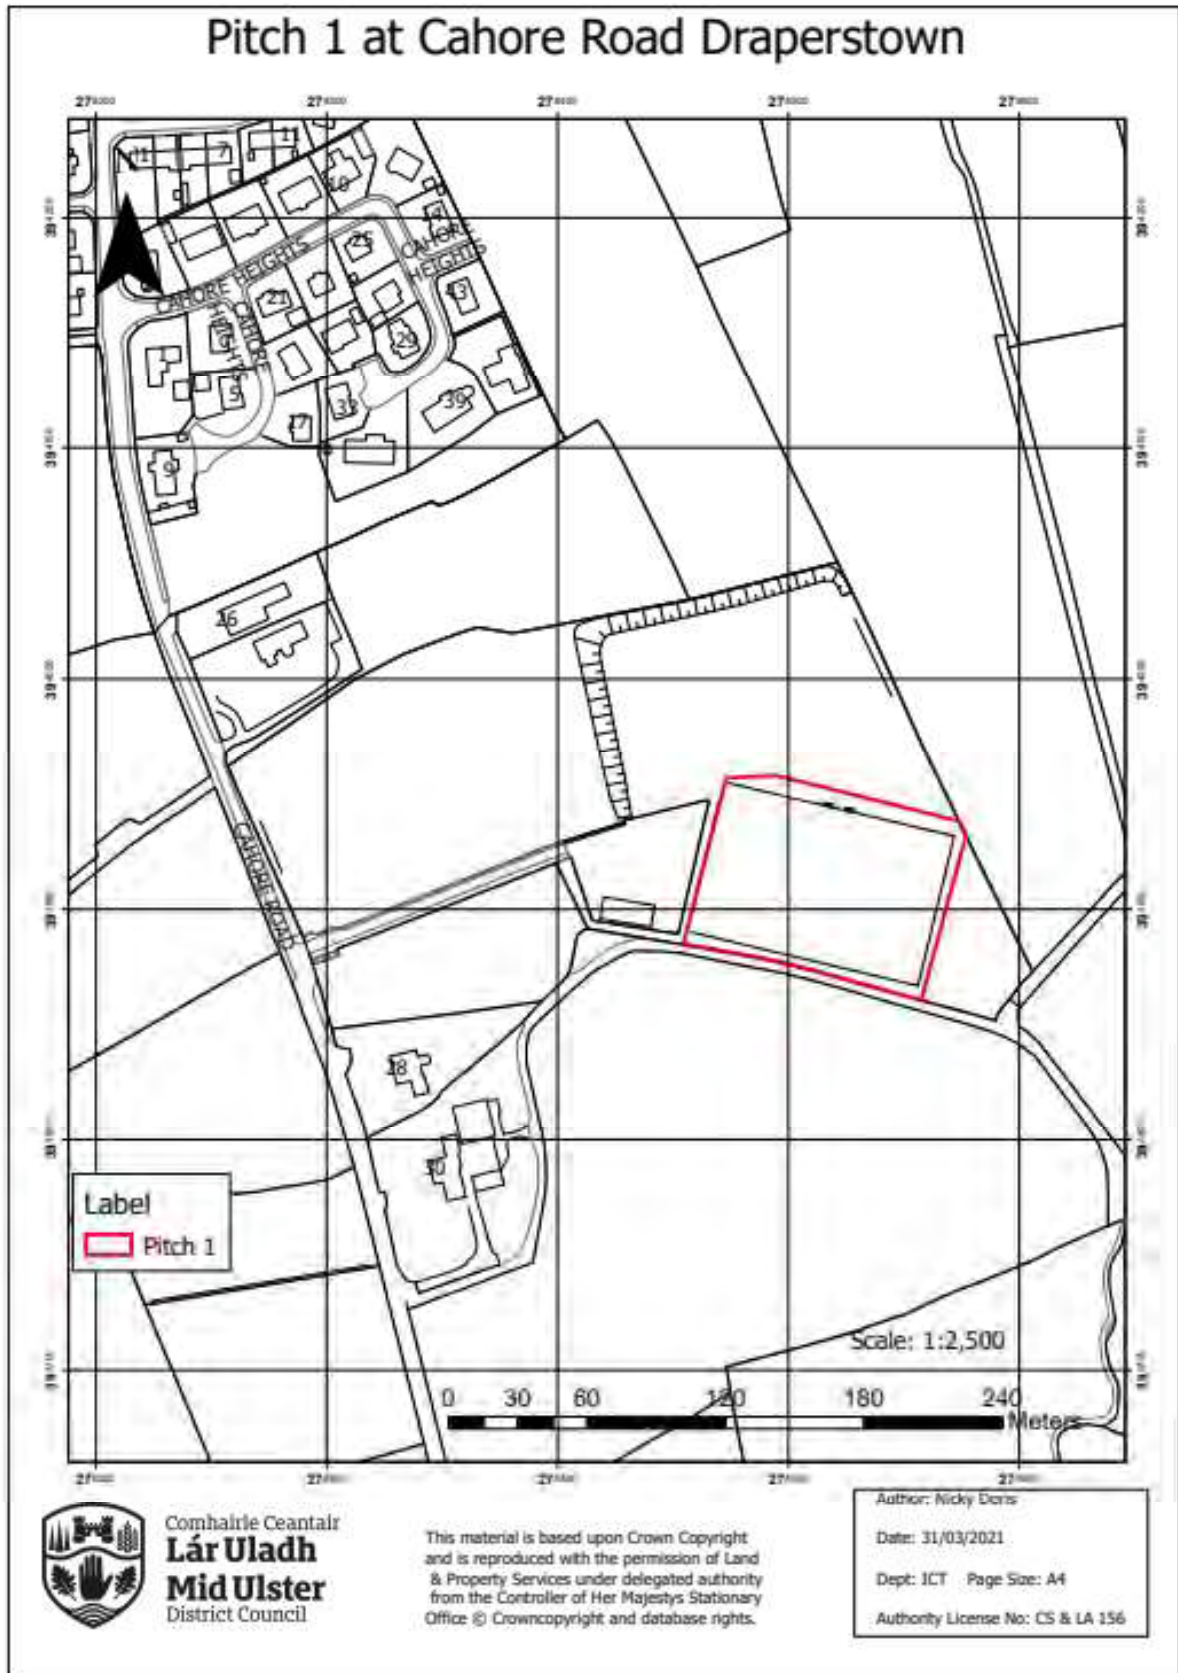 Pitch 1 at Cahore Road Draperstown
11
7
11
10
25
CAHORE HEIGHTS
CAHORE
HEIGHTS
21
43
CAHORE
HEIGHTS
29
5
33
39
17
9
26
CAHORE ROAD
28
Label
Pitch 1
Scale: 1:2,500
0 30 60 120 180 240
Meters
Comhairle Ceantair
Lár Uladh
Mid Ulster
District Council
This material is based upon Crown Copyright
and is reproduced with the permission of Land
& Property Services under delegated authority
from the Controller of Her Majestys Stationary
Office © Crowncopyright and database rights.
Author: Nicky Doris
Date: 31/03/2021
Dept: ICT Page Size: A4
Authority License No: CS & LA 156